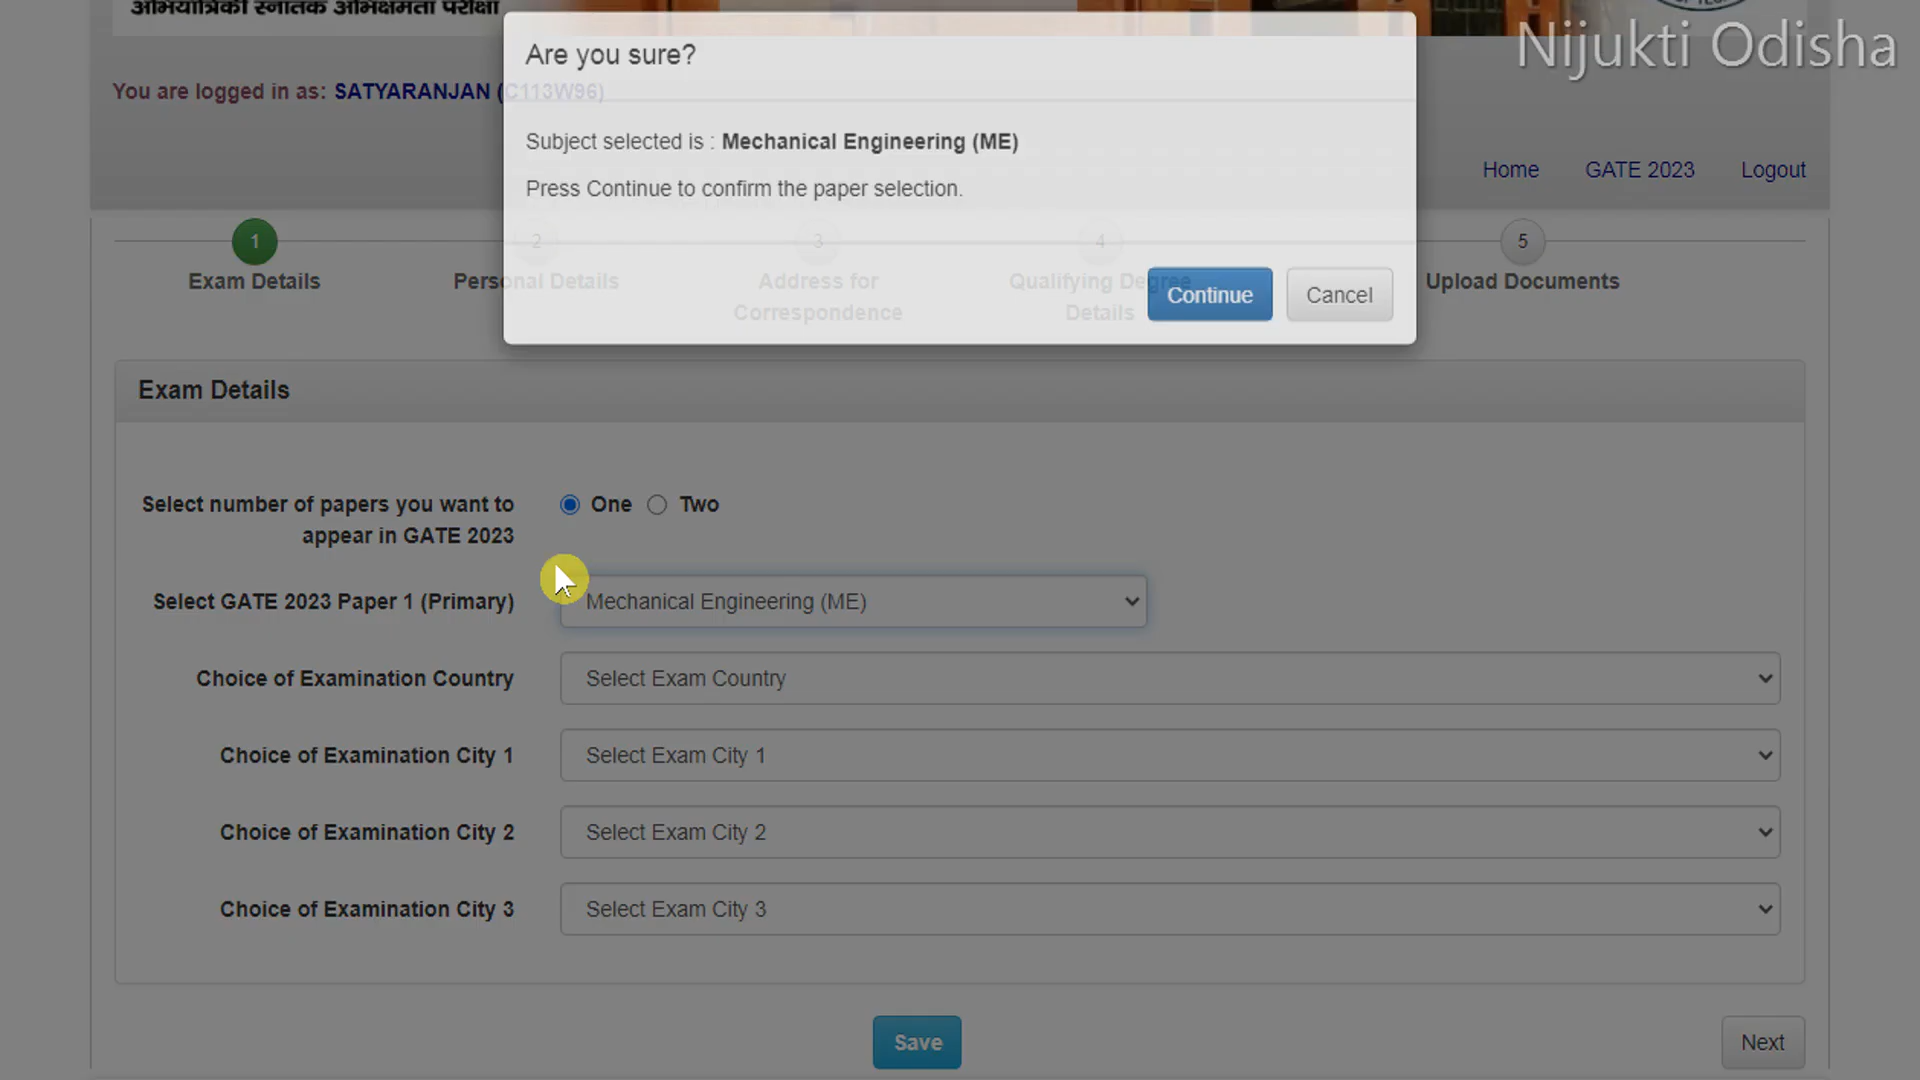 अभियांत्रिकी स्नातक अभिक्षमता परीक्षा
Nijukti Odisha
Are you sure?
You are logged in as: SATYARANJAN (C113W96)
Subject selected is : Mechanical Engineering (ME)
Press Continue to confirm the paper selection.
Home GATE 2023 Logout
1 2 3 4 5
Exam Details Personal Details Address for Correspondence Qualifying Degree Details Upload Documents
Continue Cancel
Exam Details
Select number of papers you want to appear in GATE 2023 One Two
Select GATE 2023 Paper 1 (Primary) Mechanical Engineering (ME)
Choice of Examination Country Select Exam Country
Choice of Examination City 1 Select Exam City 1
Choice of Examination City 2 Select Exam City 2
Choice of Examination City 3 Select Exam City 3
Save Next